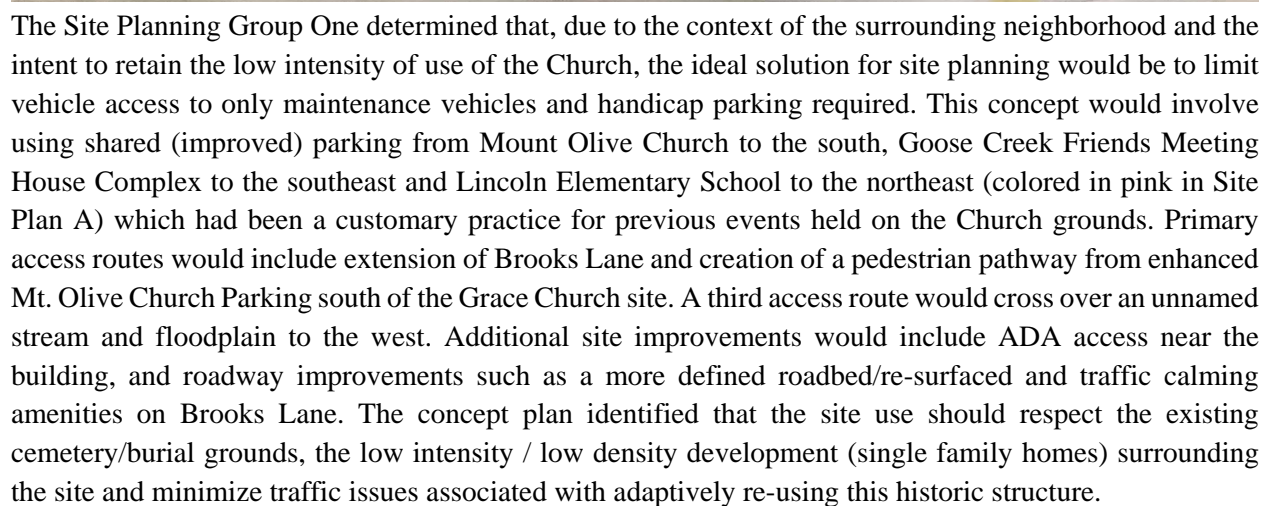 The Site Planning Group One determined that, due to the context of the surrounding neighborhood and the
intent to retain the low intensity of use of the Church, the ideal solution for site planning would be to limit
vehicle access to only maintenance vehicles and handicap parking required. This concept would involve
using shared (improved) parking from Mount Olive Church to the south, Goose Creek Friends Meeting
House Complex to the southeast and Lincoln Elementary School to the northeast (colored in pink in Site
Plan A) which had been a customary practice for previous events held on the Church grounds. Primary
access routes would include extension of Brooks Lane and creation of a pedestrian pathway from enhanced
Mt. Olive Church Parking south of the Grace Church site. A third access route would cross over an unnamed
stream and floodplain to the west. Additional site improvements would include ADA access near the
building, and roadway improvements such as a more defined roadbed/re-surfaced and traffic calming
amenities on Brooks Lane. The concept plan identified that the site use should respect the existing
cemetery/burial grounds, the low intensity / low density development (single family homes) surrounding
the site and minimize traffic issues associated with adaptively re-using this historic structure.